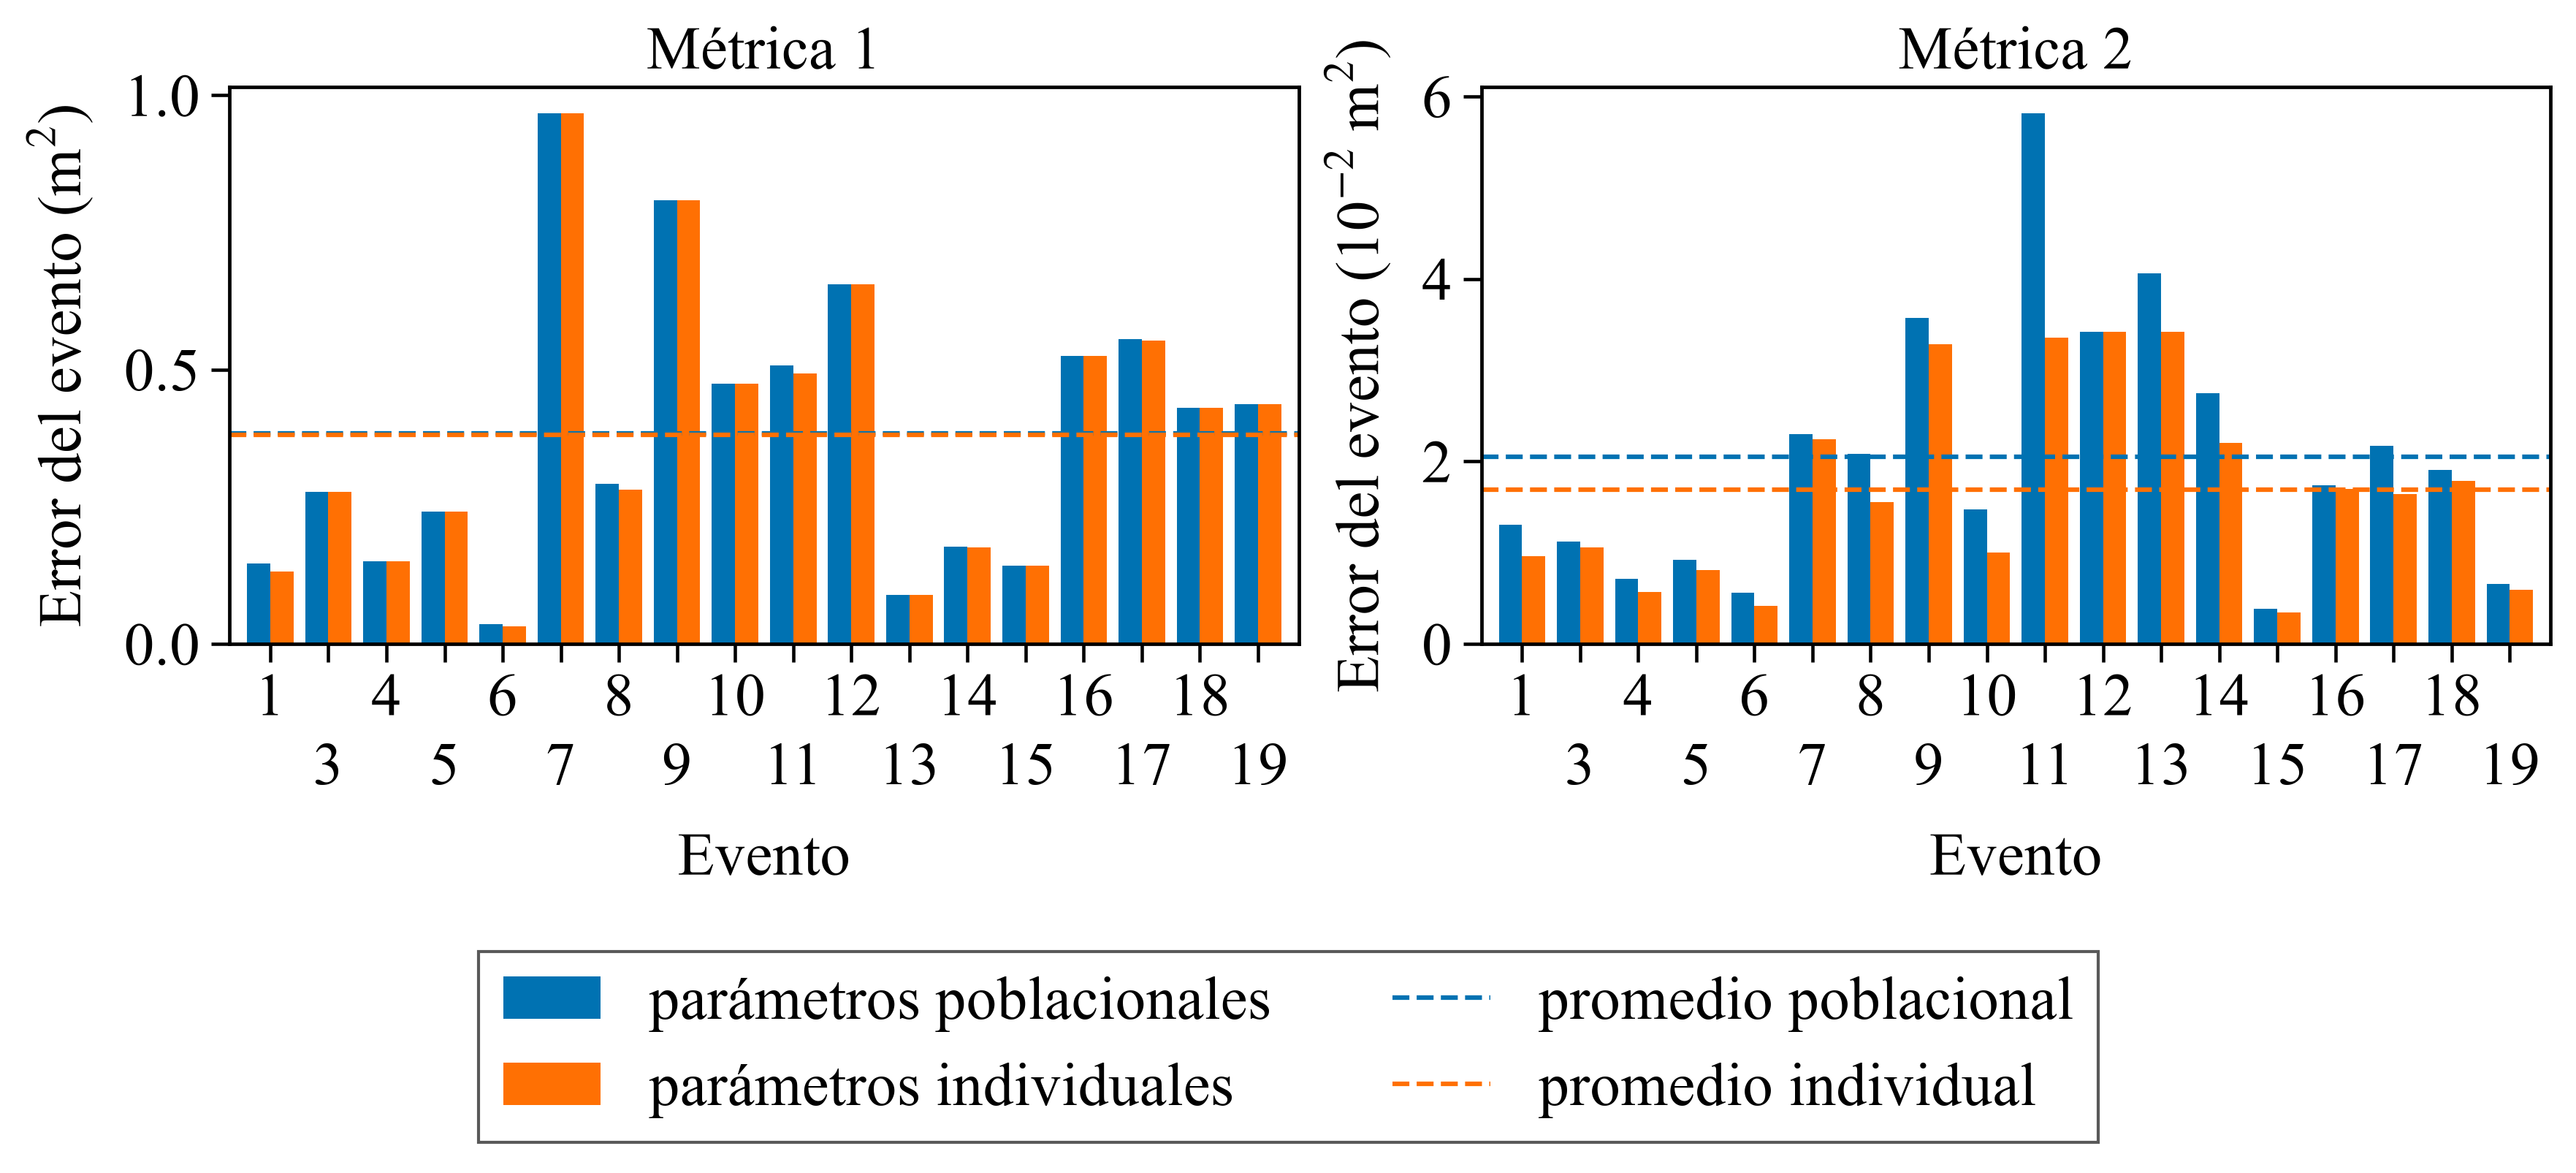 Métrica 1
Error del evento (m²)
1.0
0.5
0.0
1 4 6 8 10 12 14 16 18
3 5 7 9 11 13 15 17 19
Evento
Métrica 2
Error del evento (10⁻² m²)
6
4
2
0
1 4 6 8 10 12 14 16 18
3 5 7 9 11 13 15 17 19
Evento
parámetros poblacionales
parámetros individuales
promedio poblacional
promedio individual